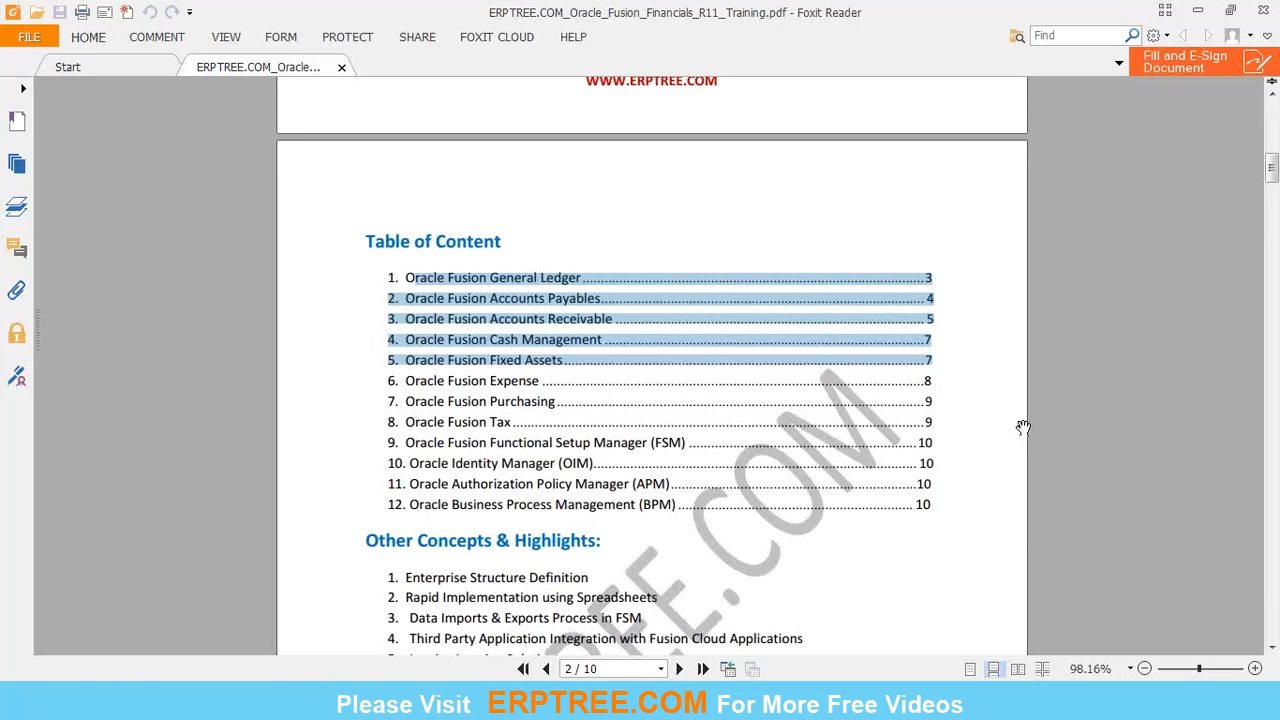 ERPTREE.COM_Oracle_Fusion_Financials_R11_Training.pdf - Foxit Reader
FILE HOME COMMENT VIEW FORM PROTECT SHARE FOXIT CLOUD HELP
Find
Start
ERPTREE.COM_Oracle...
Fill and E-Sign
Document
WWW.ERPTREE.COM
Table of Content
1. Oracle Fusion General Ledger ... 3
2. Oracle Fusion Accounts Payables ... 4
3. Oracle Fusion Accounts Receivable ... 5
4. Oracle Fusion Cash Management ... 7
5. Oracle Fusion Fixed Assets ... 7
6. Oracle Fusion Expense ... 8
7. Oracle Fusion Purchasing ... 9
8. Oracle Fusion Tax ... 9
9. Oracle Fusion Functional Setup Manager (FSM) ... 10
10. Oracle Identity Manager (OIM) ... 10
11. Oracle Authorization Policy Manager (APM) ... 10
12. Oracle Business Process Management (BPM) ... 10
Other Concepts & Highlights:
1. Enterprise Structure Definition
2. Rapid Implementation using Spreadsheets
3. Data Imports & Exports Process in FSM
4. Third Party Application Integration with Fusion Cloud Applications
REE.COM
2 / 10
98.16%
Please Visit ERPTREE.COM For More Free Videos